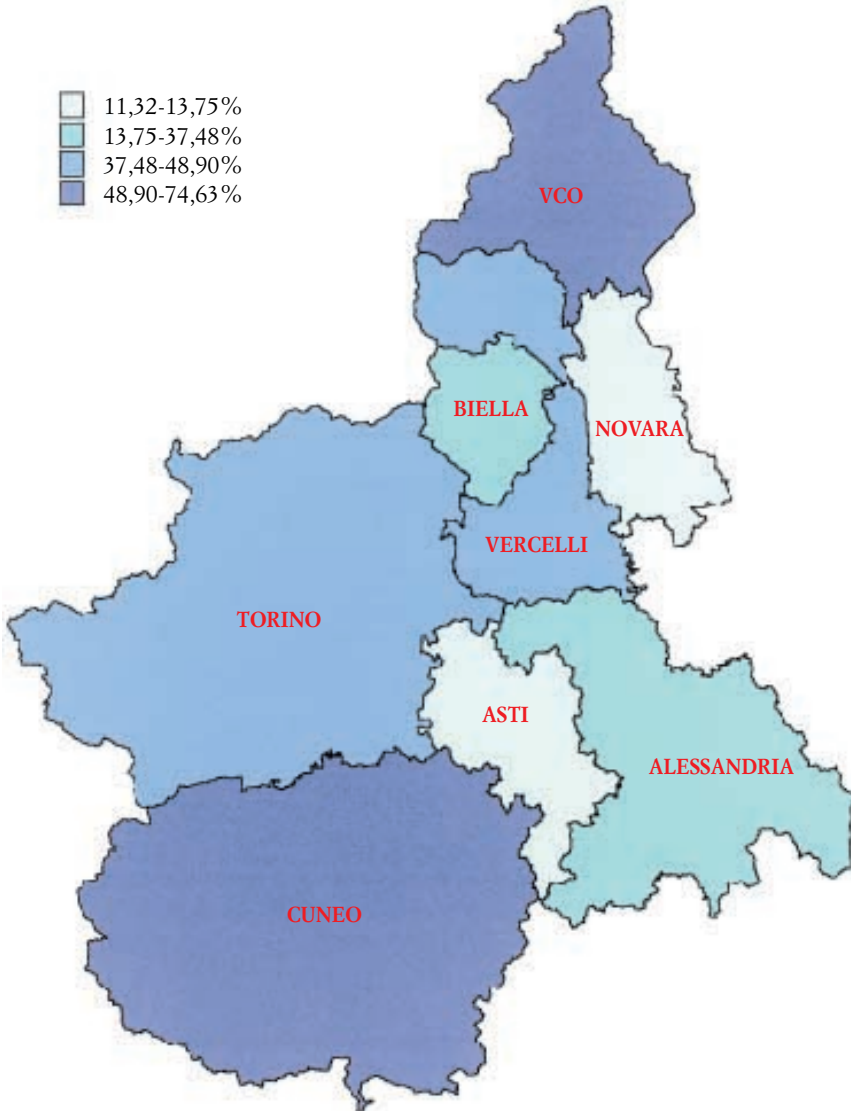 11,32-13,75%
13,75-37,48%
37,48-48,90%
48,90-74,63%
VCO
BIELLA
NOVARA
VERCELLI
TORINO
ASTI
ALESSANDRIA
CUNEO